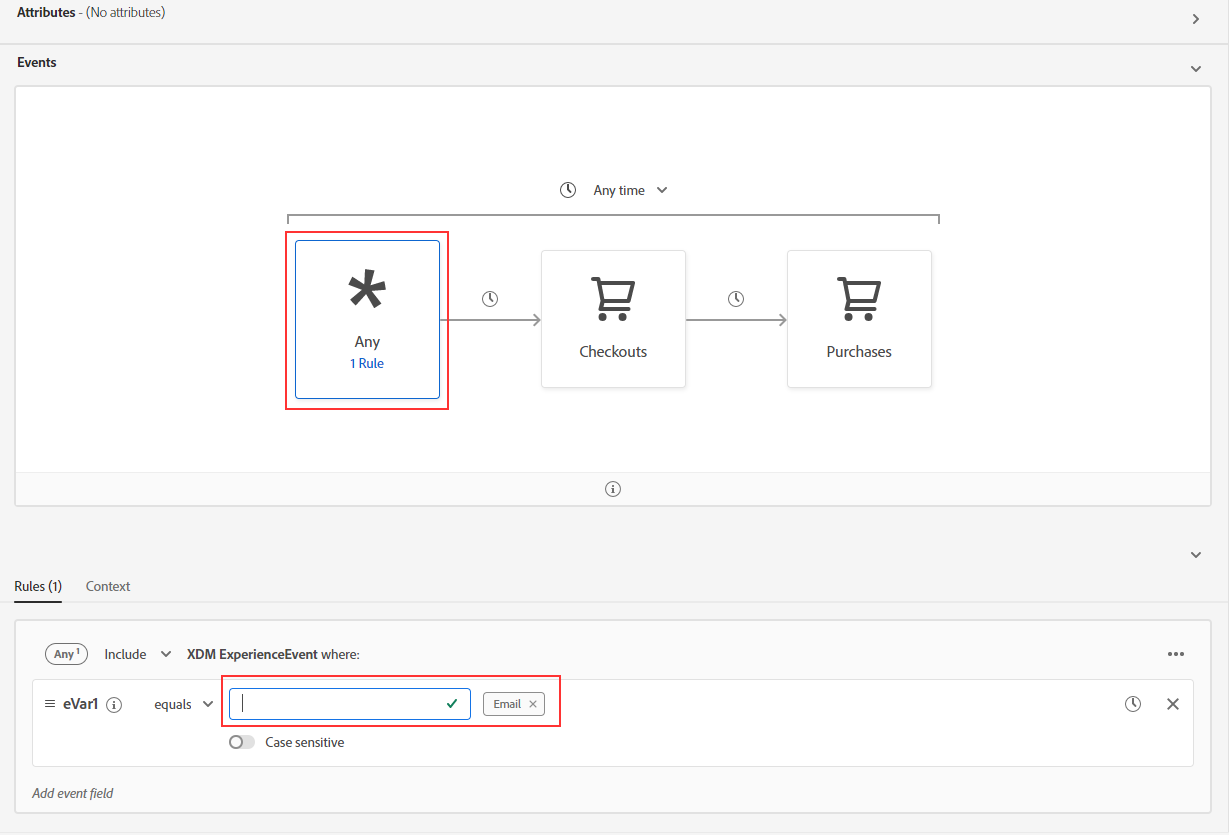 Attributes - (No attributes)
Events
Any time
Any
1 Rule
Checkouts
Purchases
Rules (1)
Context
Any 1
Include
XDM ExperienceEvent where:
eVar1
equals
Email
Case sensitive
Add event field